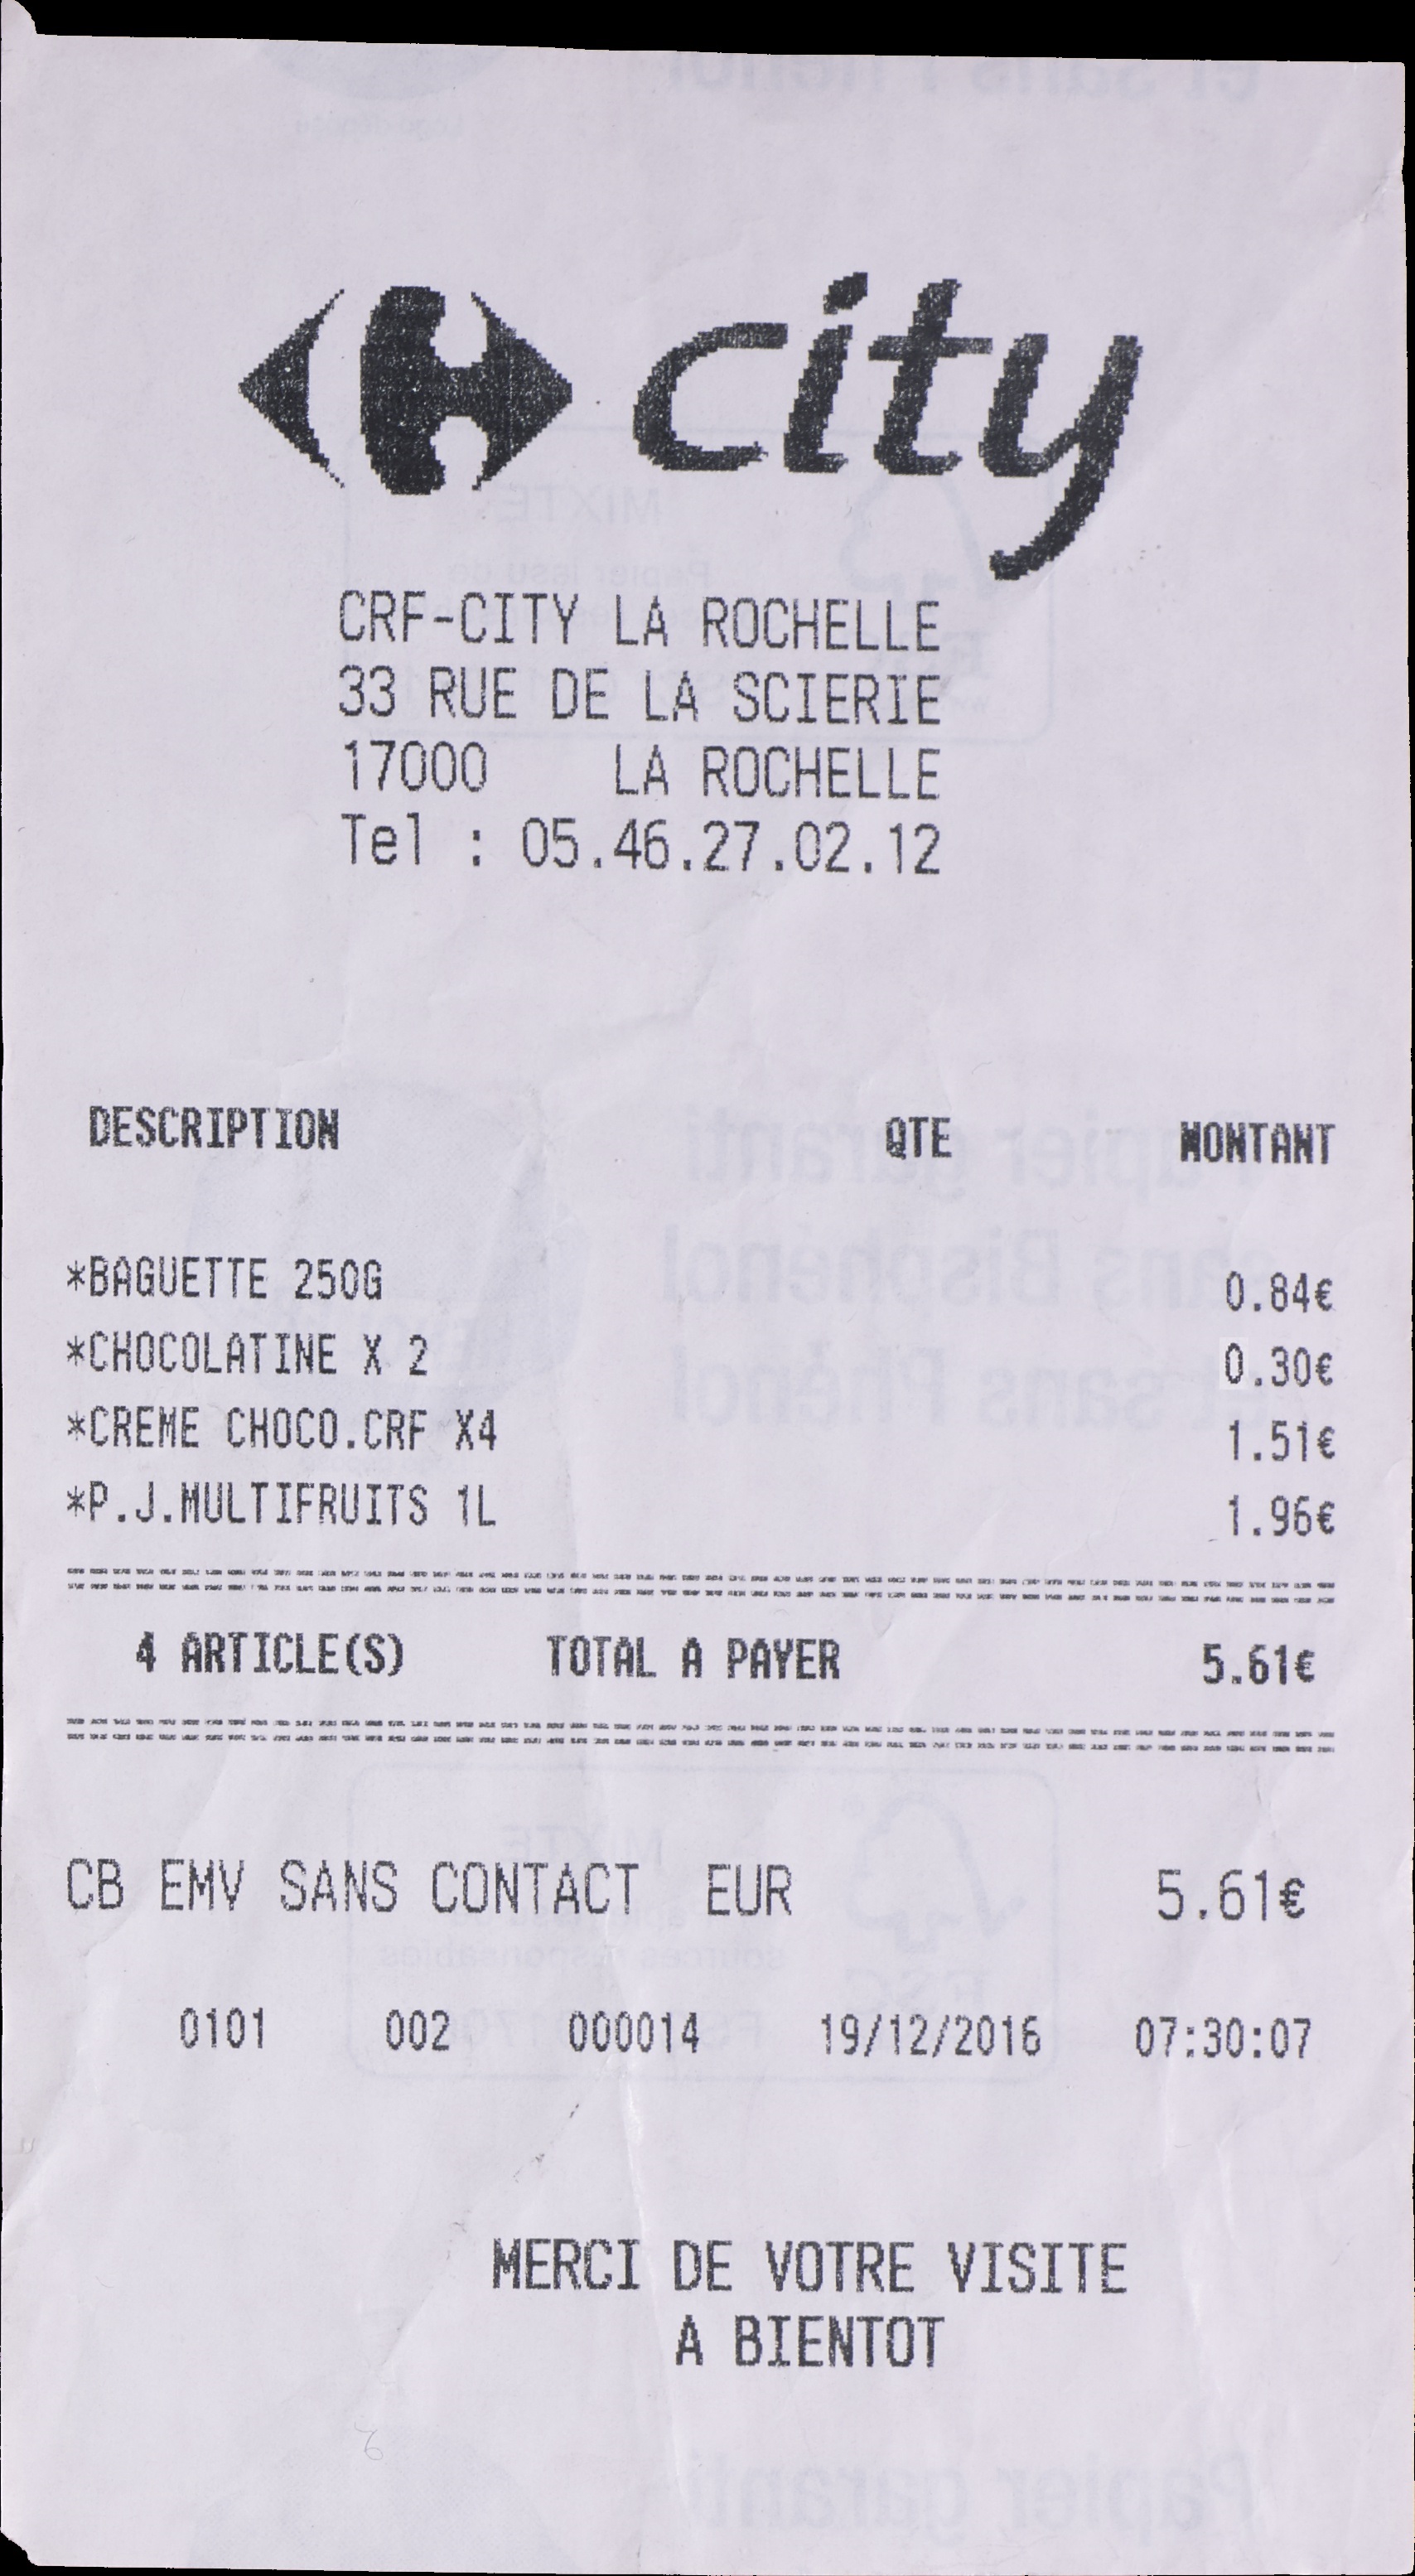 city
CRF-CITY LA ROCHELLE
33 RUE DE LA SCIERIE
17000 LA ROCHELLE
Tel : 05.46.27.02.12
DESCRIPTION QTE MONTANT
*BAGUETTE 250G 0.84€
*CHOCOLATINE X 2 0.30€
*CREME CHOCO.CRF X4 1.51€
*P.J.MULTIFRUITS 1L 1.96€
4 ARTICLE(S) TOTAL A PAYER 5.61€
CB EMV SANS CONTACT EUR 5.61€
0101 002 000014 19/12/2016 07:30:07
MERCI DE VOTRE VISITE
A BIENTOT